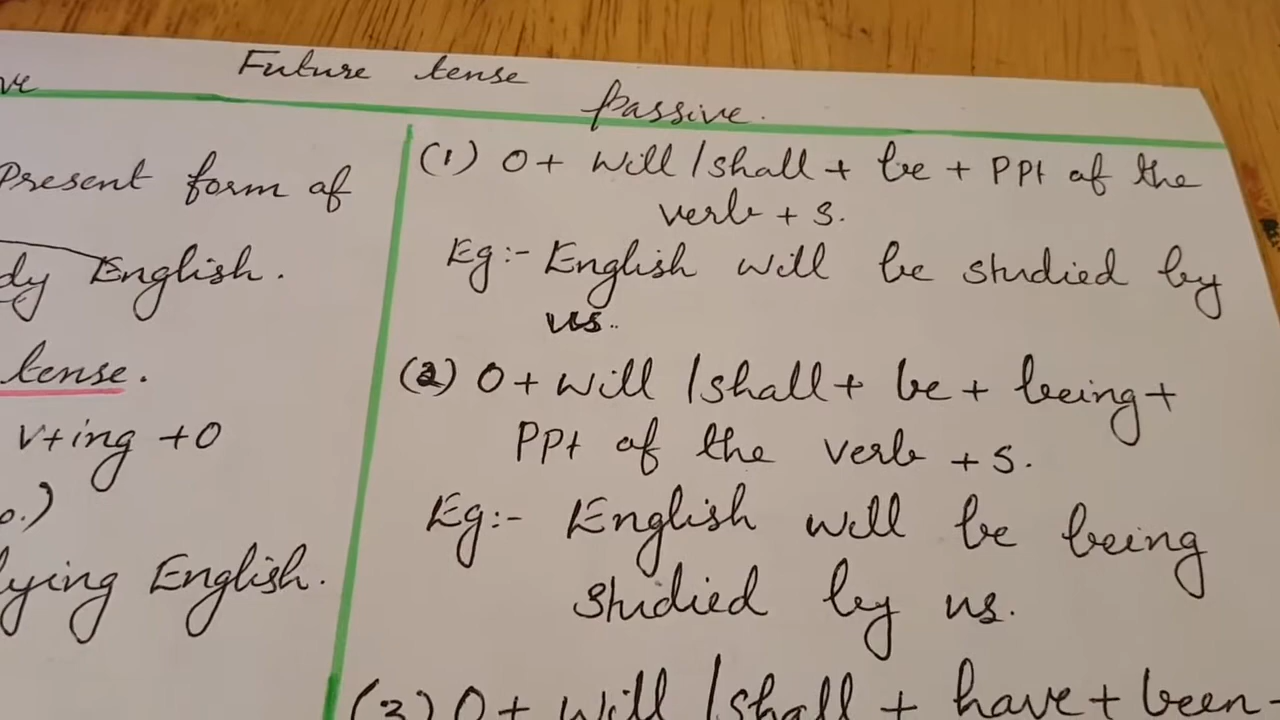 Future tense
ve
Passive.
Present form of
dy English.
tense.
v+ing +O
o.)
lying English.
(1) O+ will/shall + be + PPt of the
verb + S.
Eg:- English will be studied by
us..
(2) O+ will /shall + be + being+
PPt of the verb + S.
Eg:- English will be being
studied by us.
(3) O+ will /shall + have + been-